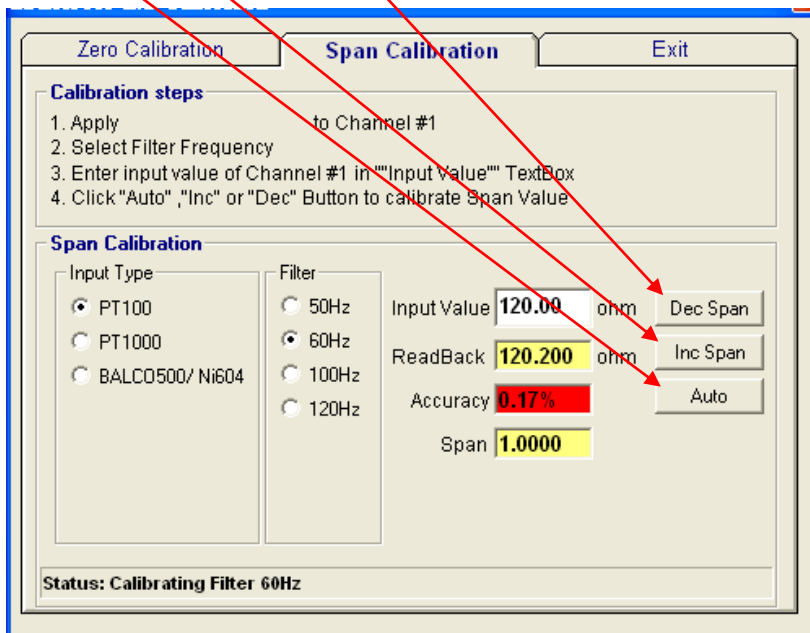 Zero Calibration Span Calibration Exit
Calibration steps
1. Apply to Channel #1
2. Select Filter Frequency
3. Enter input value of Channel #1 in ""Input Value"" TextBox
4. Click "Auto" ,"Inc" or "Dec" Button to calibrate Span Value
Span Calibration
Input Type
PT100
PT1000
BALCO500/ Ni604
Filter
50Hz
60Hz
100Hz
120Hz
Input Value 120.00 ohm Dec Span
ReadBack 120.200 ohm Inc Span
Accuracy 0.17% Auto
Span 1.0000
Status: Calibrating Filter 60Hz